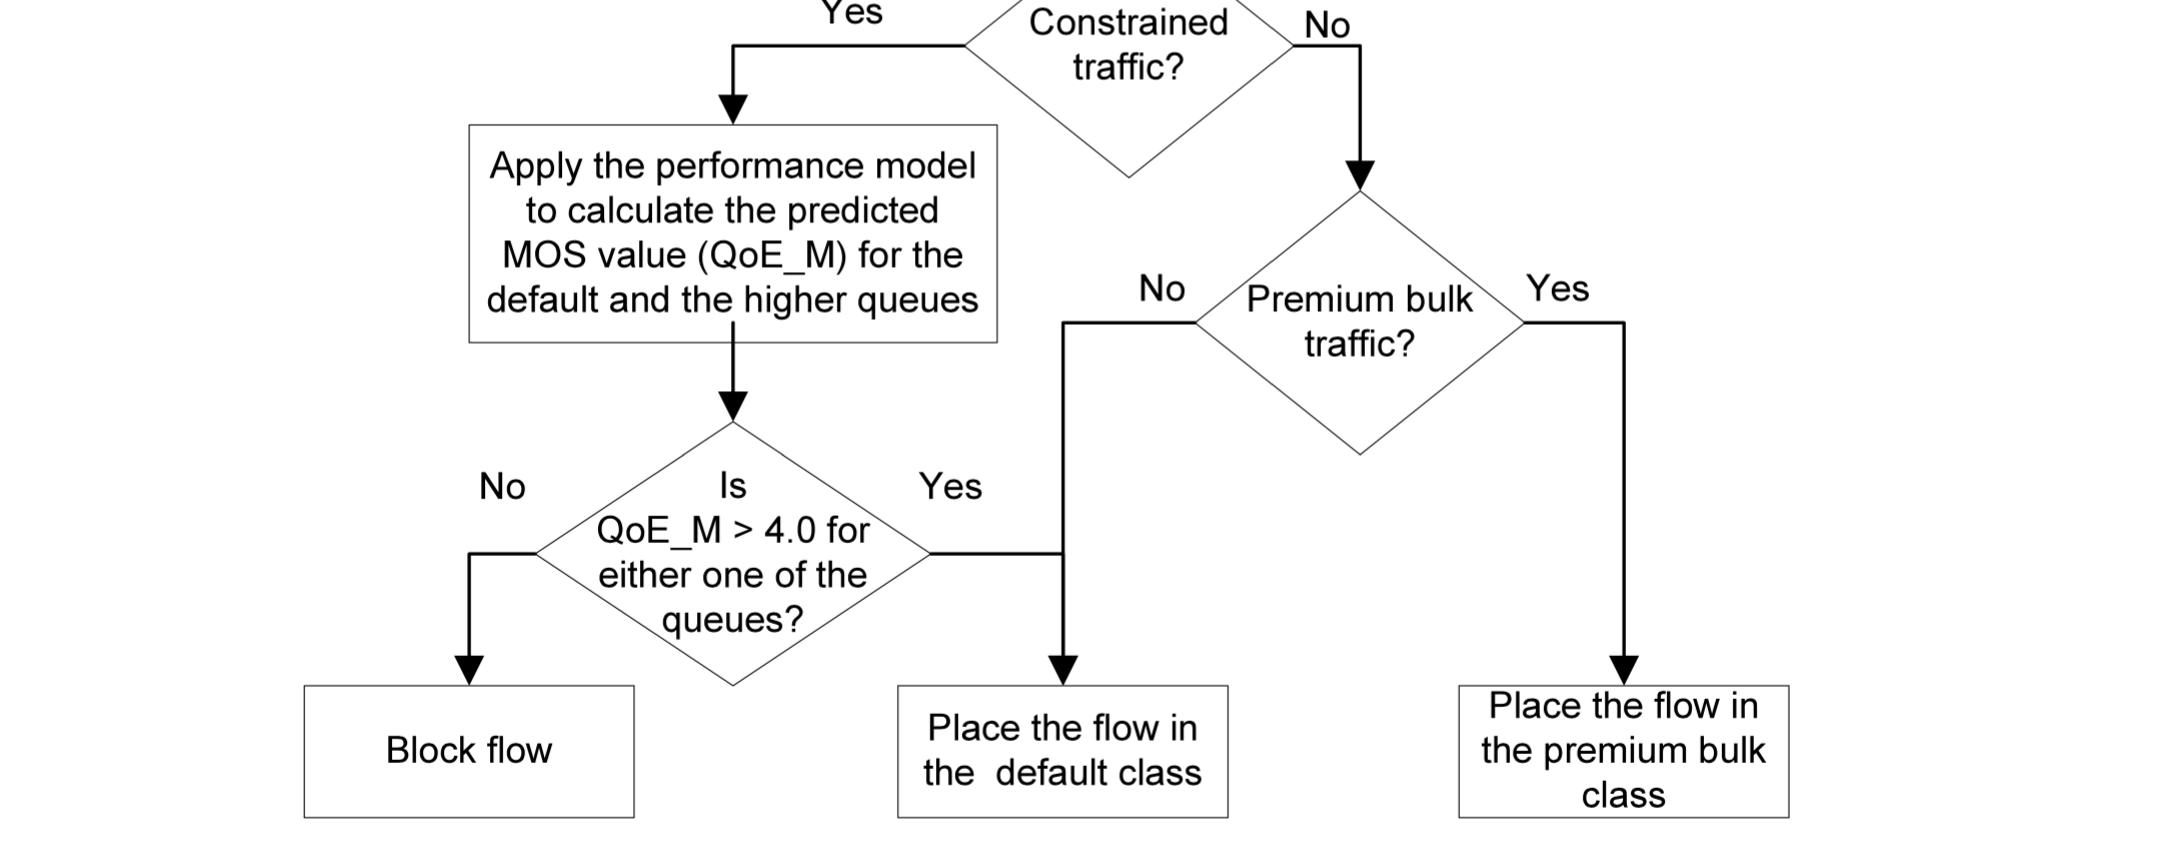 Yes
Constrained
traffic?
No
Apply the performance model
to calculate the predicted
MOS value (QoE_M) for the
default and the higher queues
No
Premium bulk
traffic?
Yes
No
Is
QoE_M > 4.0 for
either one of the
queues?
Yes
Block flow
Place the flow in
the  default class
Place the flow in
the premium bulk
class